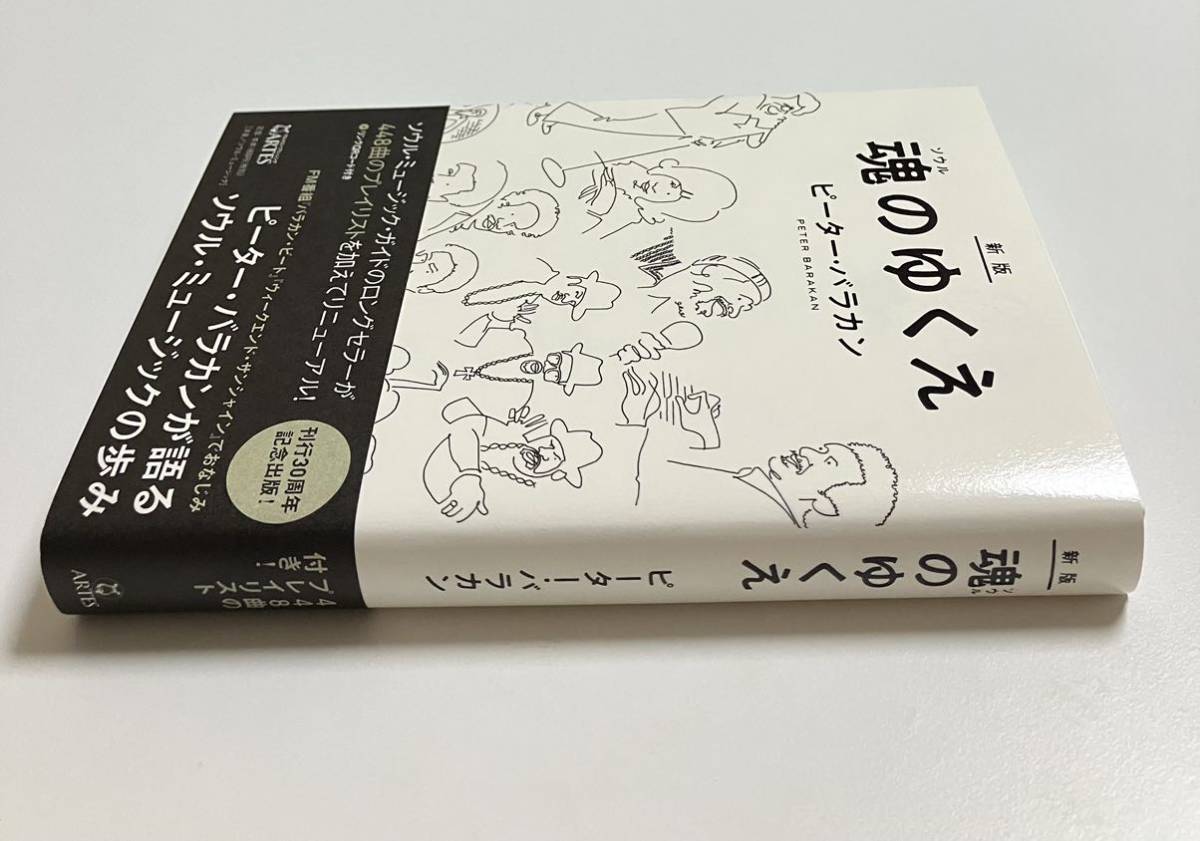 新版
ソウル
魂のゆくえ
ピーター・バラカン
PETER BARAKAN
ソウル・ミュージック・ガイドのロングセラーが
448曲のプレイリストを加えてリニューアル!
刊行30周年
記念出版!
FM番組『バラカン・ビート』『ウィークエンド・サンシャイン』でおなじみ
ピーター・バラカンが語る
ソウル・ミュージックの歩み
ARTES
新版
魂のゆくえ
ソウル
ピーター・バラカン
448曲の
プレイリスト
付き!
ARTES